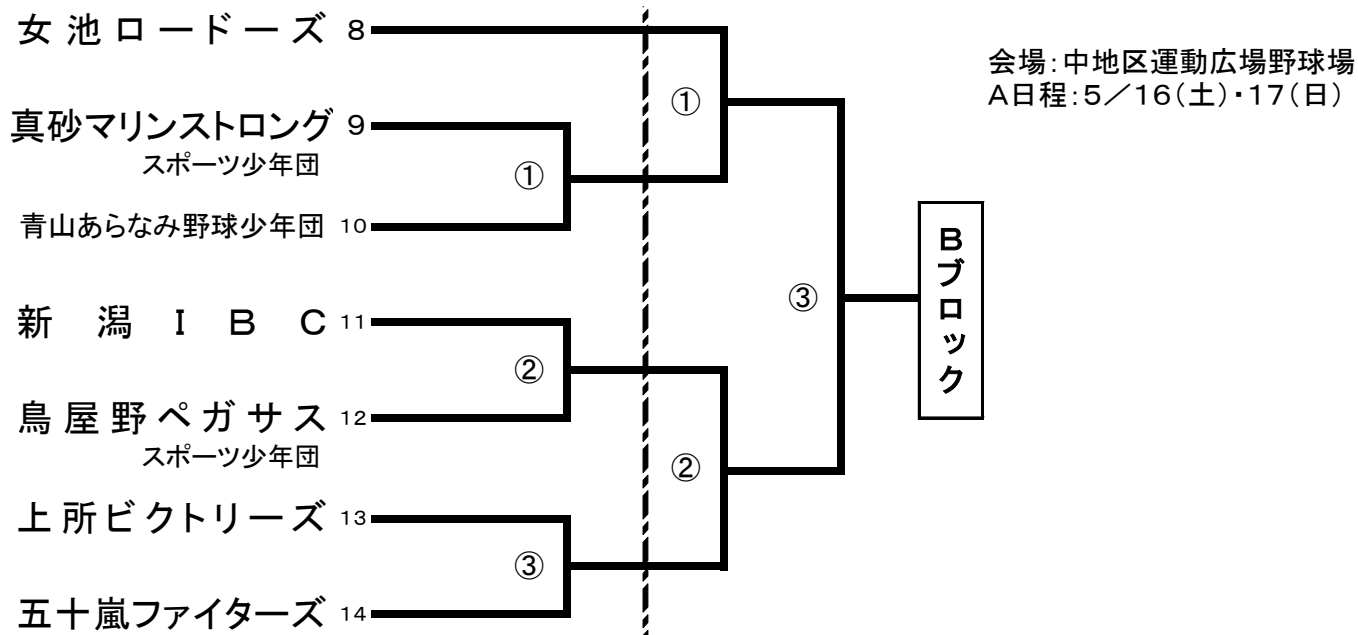 女池ロードーズ 8
真砂マリンストロング 9
スポーツ少年団
青山あらなみ野球少年団 10
新潟IBC 11
鳥屋野ペガサス 12
スポーツ少年団
上所ビクトリーズ 13
五十嵐ファイターズ 14
①
②
③
①
②
③
Bブロック
会場:中地区運動広場野球場
A日程:5/16(土)・17(日)